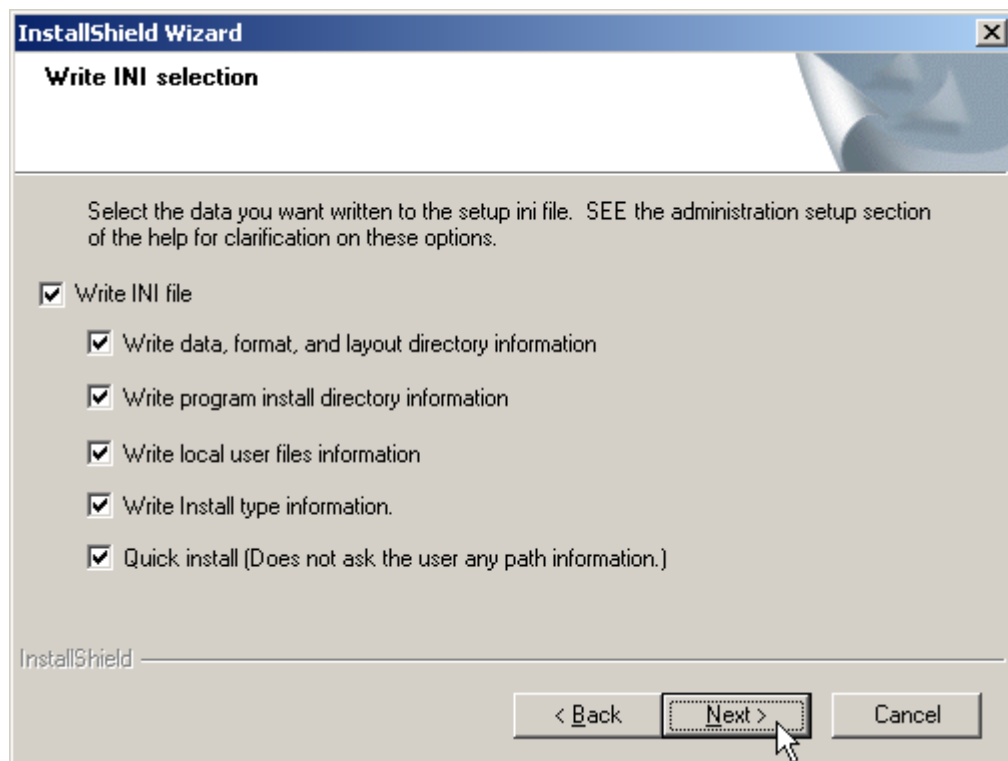 InstallShield Wizard
Write INI selection
Select the data you want written to the setup ini file.  SEE the administration setup section
of the help for clarification on these options.
Write INI file
Write data, format, and layout directory information
Write program install directory information
Write local user files information
Write Install type information.
Quick install (Does not ask the user any path information.)
InstallShield
< Back
Next >
Cancel